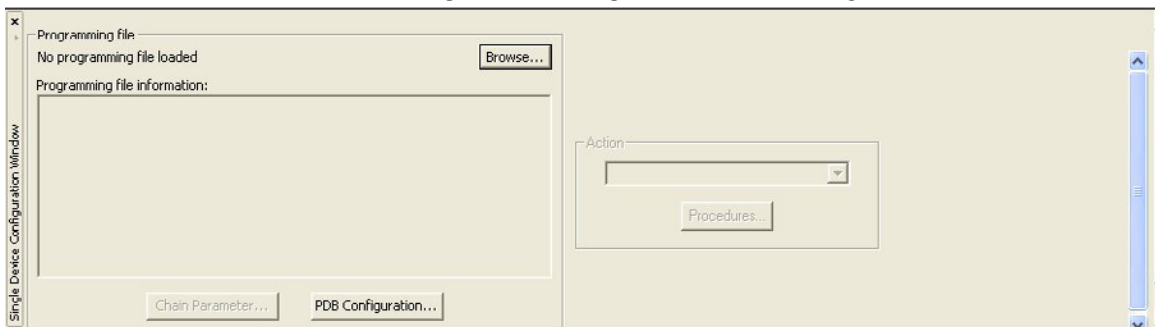 Programming file
No programming file loaded
Browse...
Programming file information:
Action
Procedures...
Chain Parameter...
PDB Configuration...
Single Device Configuration Window